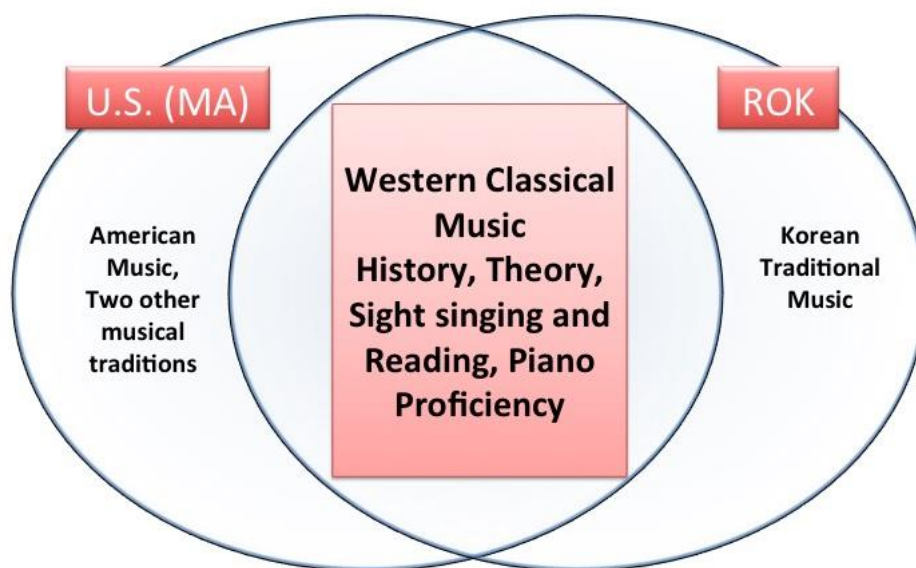 U.S. (MA)
ROK
American
Music,
Two other
musical
traditions
Western Classical
Music
History, Theory,
Sight singing and
Reading, Piano
Proficiency
Korean
Traditional
Music